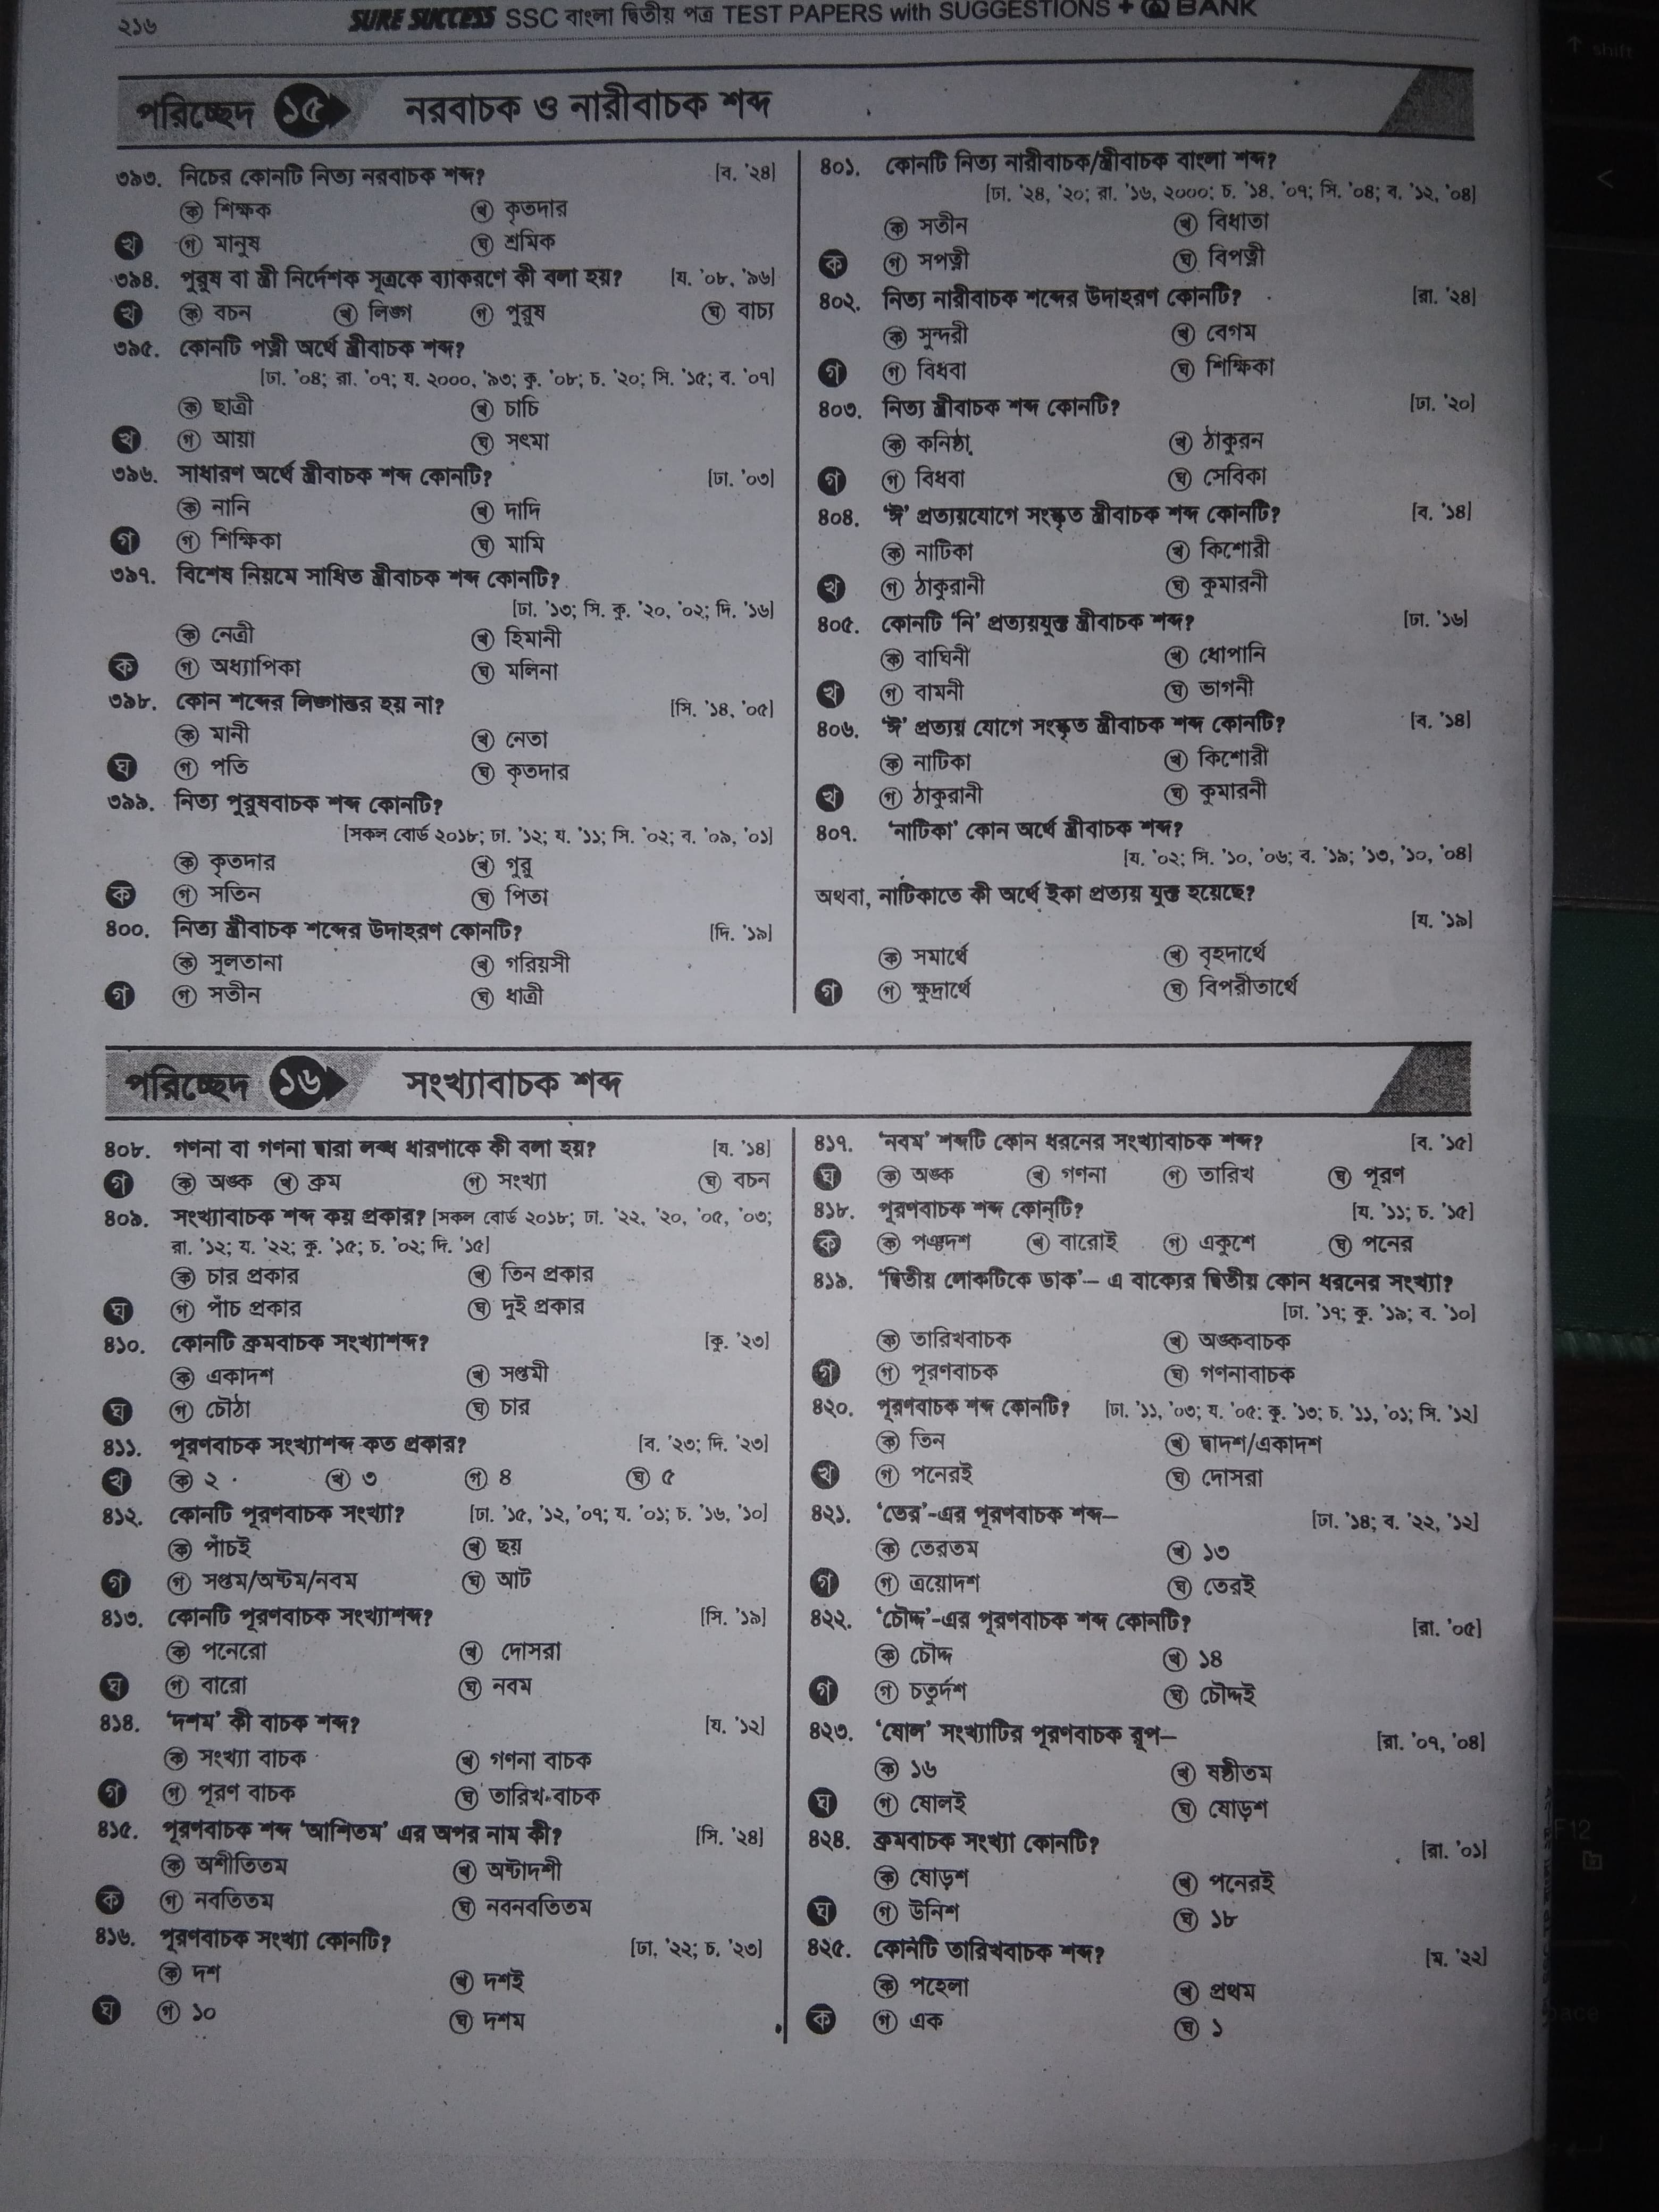 ২১৬
SURE SUCCESS SSC বাংলা দ্বিতীয় পত্র TEST PAPERS with SUGGESTIONS + Q BANK
পরিচ্ছেদ ১৫ নরবাচক ও নারীবাচক শব্দ
৩৯৩. নিচের কোনটি নিত্য নরবাচক শব্দ? [ব. '২৪]
ক শিক্ষক খ কৃতদার
খ গ মানুষ ঘ শ্রমিক
৩৯৪. পুরুষ বা স্ত্রী নির্দেশক সূত্রকে ব্যাকরণে কী বলা হয়? [য. '০৮, '৯৬]
খ ক বচন খ লিঙ্গ গ পুরুষ ঘ বাচ্য
৩৯৫. কোনটি পত্নী অর্থে স্ত্রীবাচক শব্দ?
[ঢা. '০৪; রা. '০৭; য. ২০০০, '৯৩; কু. '০৮; চ. '২০; সি. '১৫; ব. '০৭]
ক ছাত্রী খ চাচি
খ গ আয়া ঘ সৎমা
৩৯৬. সাধারণ অর্থে স্ত্রীবাচক শব্দ কোনটি? [ঢা. '০৩]
ক নানি খ দাদি
গ গ শিক্ষিকা ঘ মামি
৩৯৭. বিশেষ নিয়মে সাধিত স্ত্রীবাচক শব্দ কোনটি?
[ঢা. '১৩; সি. কু. '২০, '০২; দি. '১৬]
ক নেত্রী খ হিমানী
ক গ অধ্যাপিকা ঘ মলিনা
৩৯৮. কোন শব্দের লিঙ্গান্তর হয় না? [সি. '১৪, '০৫]
ক মানী খ নেতা
ঘ গ পতি ঘ কৃতদার
৩৯৯. নিত্য পুরুষবাচক শব্দ কোনটি?
[সকল বোর্ড ২০১৮; ঢা. '১২; য. '১১; সি. '০২; ব. '০৯, '০১]
ক কৃতদার খ গুরু
ক গ সতিন ঘ পিতা
৪০০. নিত্য স্ত্রীবাচক শব্দের উদাহরণ কোনটি? [দি. '১৯]
ক সুলতানা খ গরিয়সী
গ গ সতীন ঘ ধাত্রী
৪০১. কোনটি নিত্য নারীবাচক/স্ত্রীবাচক বাংলা শব্দ?
[ঢা. '২৪, '২০; রা. '১৬, ২০০০; চ. '১৪, '০৭; সি. '০৪; ব. '১২, '০৪]
ক সতীন খ বিধাতা
ক গ সপত্নী ঘ বিপত্নী
৪০২. নিত্য নারীবাচক শব্দের উদাহরণ কোনটি? [রা. '২৪]
ক সুন্দরী খ বেগম
গ গ বিধবা ঘ শিক্ষিকা
৪০৩. নিত্য স্ত্রীবাচক শব্দ কোনটি? [ঢা. '২০]
ক কনিষ্ঠা খ ঠাকুরন
গ গ বিধবা ঘ সেবিকা
৪০৪. 'ঈ' প্রত্যয়যোগে সংস্কৃত স্ত্রীবাচক শব্দ কোনটি? [ব. '১৪]
ক নাটিকা খ কিশোরী
খ গ ঠাকুরানী ঘ কুমারনী
৪০৫. কোনটি 'নি' প্রত্যয়যুক্ত স্ত্রীবাচক শব্দ? [ঢা. '১৬]
ক বাঘিনী খ ধোপানি
খ গ বামনী ঘ ভাগনী
৪০৬. 'ঈ' প্রত্যয় যোগে সংস্কৃত স্ত্রীবাচক শব্দ কোনটি? [ব. '১৪]
ক নাটিকা খ কিশোরী
খ গ ঠাকুরানী ঘ কুমারনী
৪০৭. 'নাটিকা' কোন অর্থে স্ত্রীবাচক শব্দ?
[য. '০২; সি. '১০, '০৬; ব. '১৯; '১৩, '১০, '০৪]
অথবা, নাটিকাতে কী অর্থে ইকা প্রত্যয় যুক্ত হয়েছে?
[য. '১৯]
ক সমার্থে খ বৃহদার্থে
গ গ ক্ষুদ্রার্থে ঘ বিপরীতার্থে
পরিচ্ছেদ ১৬ সংখ্যাবাচক শব্দ
৪০৮. গণনা বা গণনা দ্বারা লব্ধ ধারণাকে কী বলা হয়? [য. '১৪]
গ ক অঙ্ক খ ক্রম গ সংখ্যা ঘ বচন
৪০৯. সংখ্যাবাচক শব্দ কয় প্রকার? [সকল বোর্ড ২০১৮; ঢা. '২২, '২০, '০৫, '০৩;
রা. '১২; য. '২২; কু. '১৫; চ. '০২; দি. '১৫]
ক চার প্রকার খ তিন প্রকার
ঘ গ পাঁচ প্রকার ঘ দুই প্রকার
৪১০. কোনটি ক্রমবাচক সংখ্যাশব্দ? [কু. '২৩]
ক একাদশ খ সপ্তমী
ঘ গ চৌঠা ঘ চার
৪১১. পূরণবাচক সংখ্যাশব্দ কত প্রকার? [ব. '২৩; দি. '২৩]
খ ক ২ খ ৩ গ ৪ ঘ ৫
৪১২. কোনটি পূরণবাচক সংখ্যা? [ঢা. '১৫, '১২, '০৭; য. '০১; চ. '১৬, '১০]
ক পাঁচই খ ছয়
গ গ সপ্তম/অষ্টম/নবম ঘ আট
৪১৩. কোনটি পূরণবাচক সংখ্যাশব্দ? [সি. '১৯]
ক পনেরো খ দোসরা
ঘ গ বারো ঘ নবম
৪১৪. 'দশম' কী বাচক শব্দ? [য. '১২]
ক সংখ্যা বাচক খ গণনা বাচক
গ গ পূরণ বাচক ঘ তারিখ-বাচক
৪১৫. পূরণবাচক শব্দ 'আশিতম' এর অপর নাম কী? [সি. '২৪]
ক অশীতিতম খ অষ্টাদশী
ক গ নবতিতম ঘ নবনবতিতম
৪১৬. পূরণবাচক সংখ্যা কোনটি? [ঢা, '২২; চ. '২৩]
ক দশ খ দশই
ঘ গ ১০ ঘ দশম
৪১৭. 'নবম' শব্দটি কোন ধরনের সংখ্যাবাচক শব্দ? [ব. '১৫]
ঘ ক অঙ্ক খ গণনা গ তারিখ ঘ পূরণ
৪১৮. পূরণবাচক শব্দ কোনটি? [য. '১১; চ. '১৫]
ক ক পঞ্চদশ খ বারোই গ একুশে ঘ পনের
৪১৯. 'দ্বিতীয় লোকটিকে ডাক'– এ বাক্যের দ্বিতীয় কোন ধরনের সংখ্যা?
[ঢা. '১৭; কু. '১৯; ব. '১০]
ক তারিখবাচক খ অঙ্কবাচক
গ গ পূরণবাচক ঘ গণনাবাচক
৪২০. পূরণবাচক শব্দ কোনটি? [ঢা. '১১, '০৩; য. '০৫; কু. '১৩; চ. '১১, '০১; সি. '১২]
ক তিন খ দ্বাদশ/একাদশ
খ গ পনেরই ঘ দোসরা
৪২১. 'তের'-এর পূরণবাচক শব্দ– [ঢা. '১৪; ব. '২২, '১২]
ক তেরতম খ ১৩
গ গ ত্রয়োদশ ঘ তেরই
৪২২. 'চৌদ্দ'-এর পূরণবাচক শব্দ কোনটি? [রা. '০৫]
ক চৌদ্দ খ ১৪
গ গ চতুর্দশ ঘ চৌদ্দই
৪২৩. 'ষোল' সংখ্যাটির পূরণবাচক রূপ– [রা. '০৭, '০৪]
ক ১৬ খ ষষ্ঠীতম
ঘ গ ষোলই ঘ ষোড়শ
৪২৪. ক্রমবাচক সংখ্যা কোনটি? [রা. '০১]
ক ষোড়শ খ পনেরই
ঘ গ উনিশ ঘ ১৮
৪২৫. কোনটি তারিখবাচক শব্দ? [ম. '২২]
ক পহেলা খ প্রথম
ক গ এক ঘ ১
shift
F12